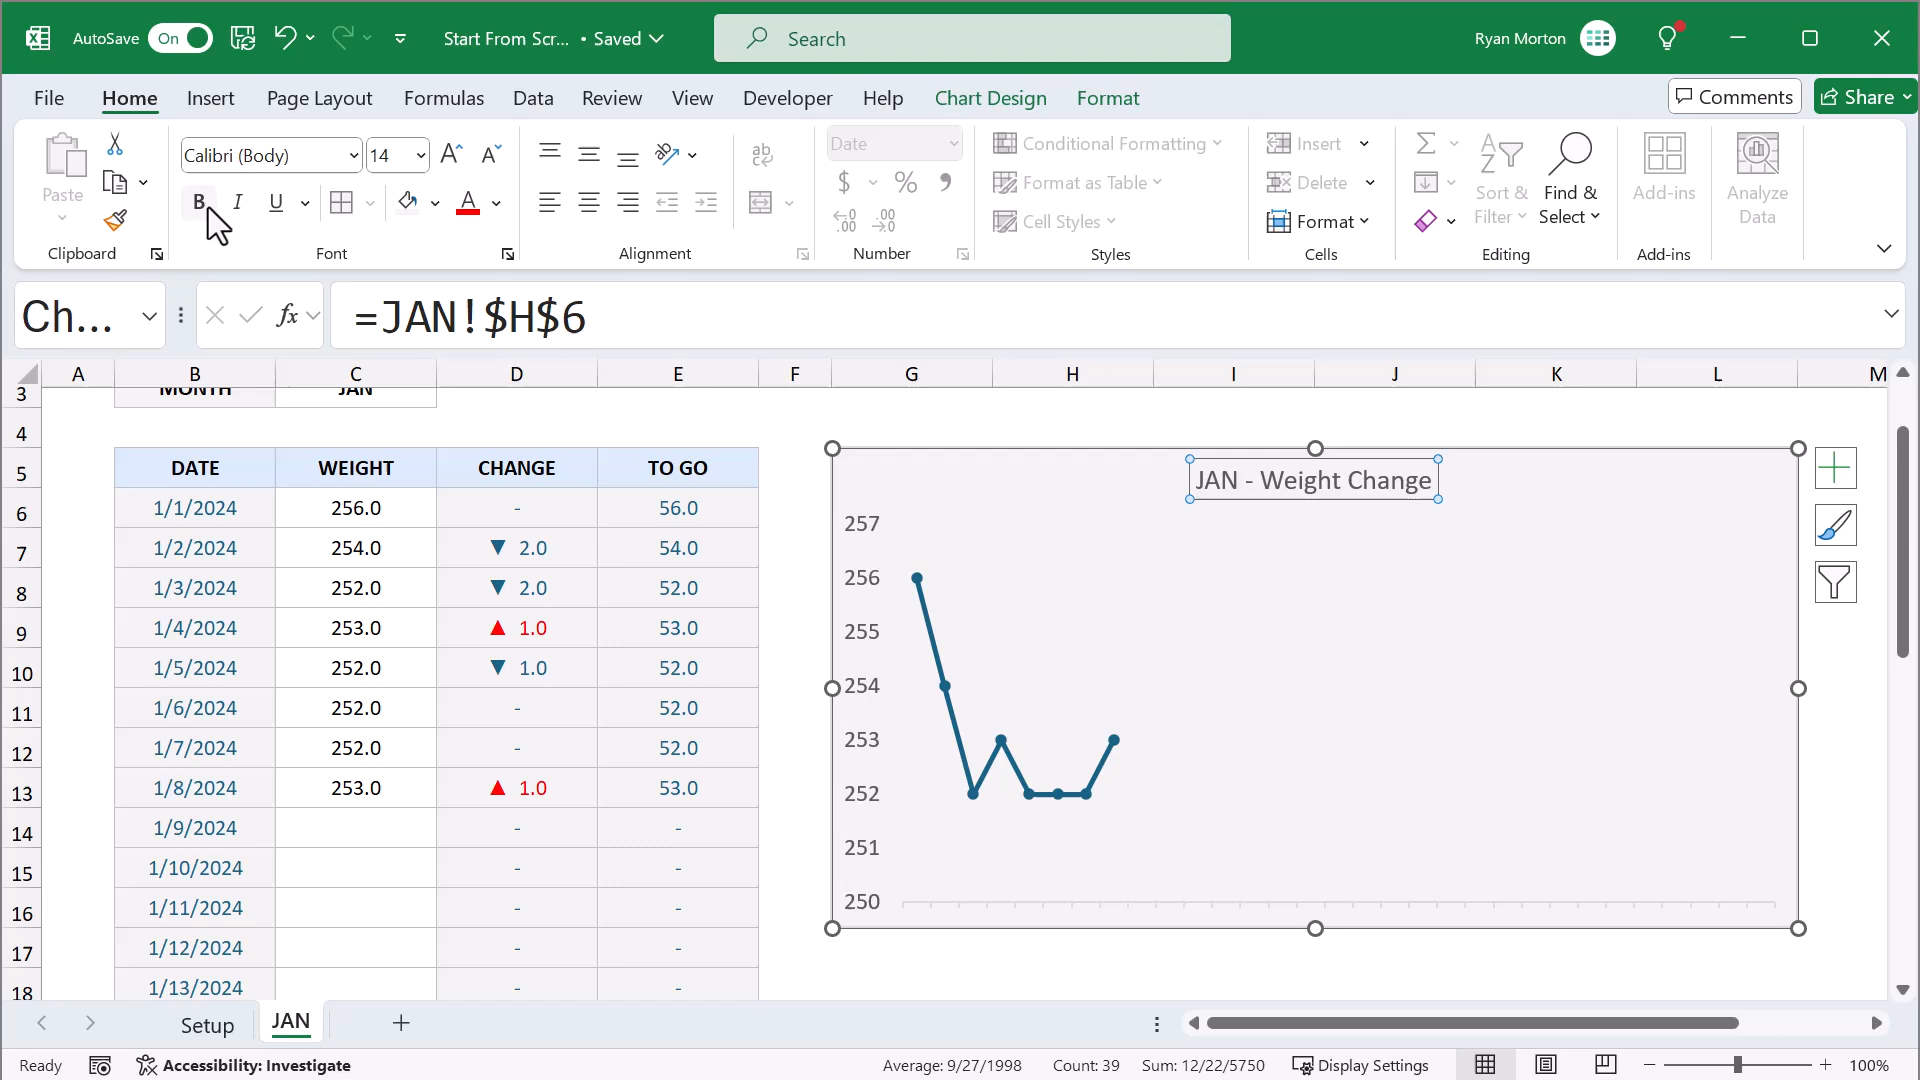 AutoSave On Start From Scr... • Saved Search Ryan Morton
File Home Insert Page Layout Formulas Data Review View Developer Help Chart Design Format Comments Share
Paste
Clipboard
Calibri (Body) 14
B I U A
Font
ab
Alignment
Date
$ % 9
.00 .00
Number
Conditional Formatting
Format as Table
Cell Styles
Styles
Insert
Delete
Format
Cells
Sort & Filter
Find & Select
Editing
Add-ins
Add-ins
Analyze Data
Ch... fx =JAN!$H$6
A B C D E F G H I J K L M
3 MONTH JAN
4
5 DATE WEIGHT CHANGE TO GO
6 1/1/2024 256.0 - 56.0
7 1/2/2024 254.0 ▼ 2.0 54.0
8 1/3/2024 252.0 ▼ 2.0 52.0
9 1/4/2024 253.0 ▲ 1.0 53.0
10 1/5/2024 252.0 ▼ 1.0 52.0
11 1/6/2024 252.0 - 52.0
12 1/7/2024 252.0 - 52.0
13 1/8/2024 253.0 ▲ 1.0 53.0
14 1/9/2024 - -
15 1/10/2024 - -
16 1/11/2024 - -
17 1/12/2024 - -
18 1/13/2024 - -
JAN - Weight Change
257
256
255
254
253
252
251
250
Setup JAN
Ready Accessibility: Investigate Average: 9/27/1998 Count: 39 Sum: 12/22/5750 Display Settings 100%